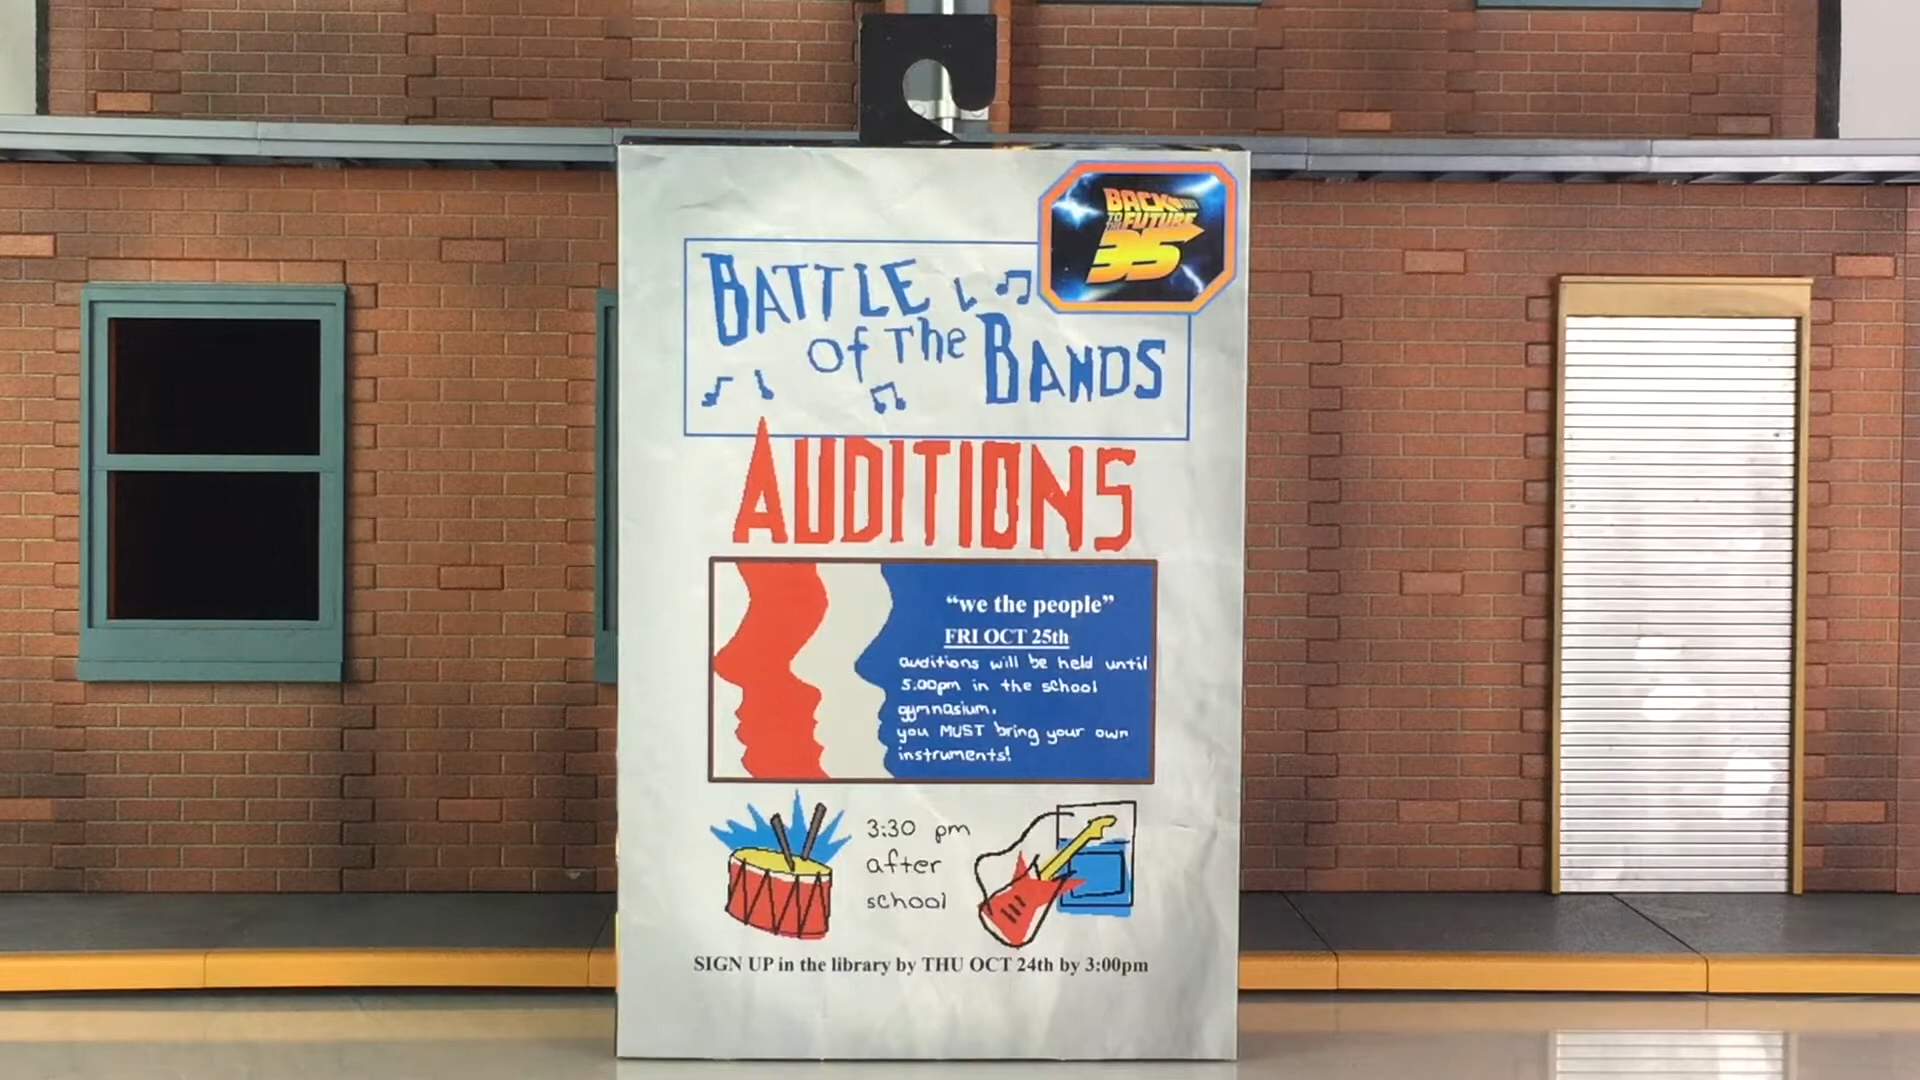 BACK
TO THE FUTURE
35
BATTLE
of The BANDS
AUDITIONS
“we the people”
FRI OCT 25th
auditions will be held until
5.00pm in the school
gymnasium.
you MUST bring your own
instruments!
3:30 pm
after
school
SIGN UP in the library by THU OCT 24th by 3:00pm